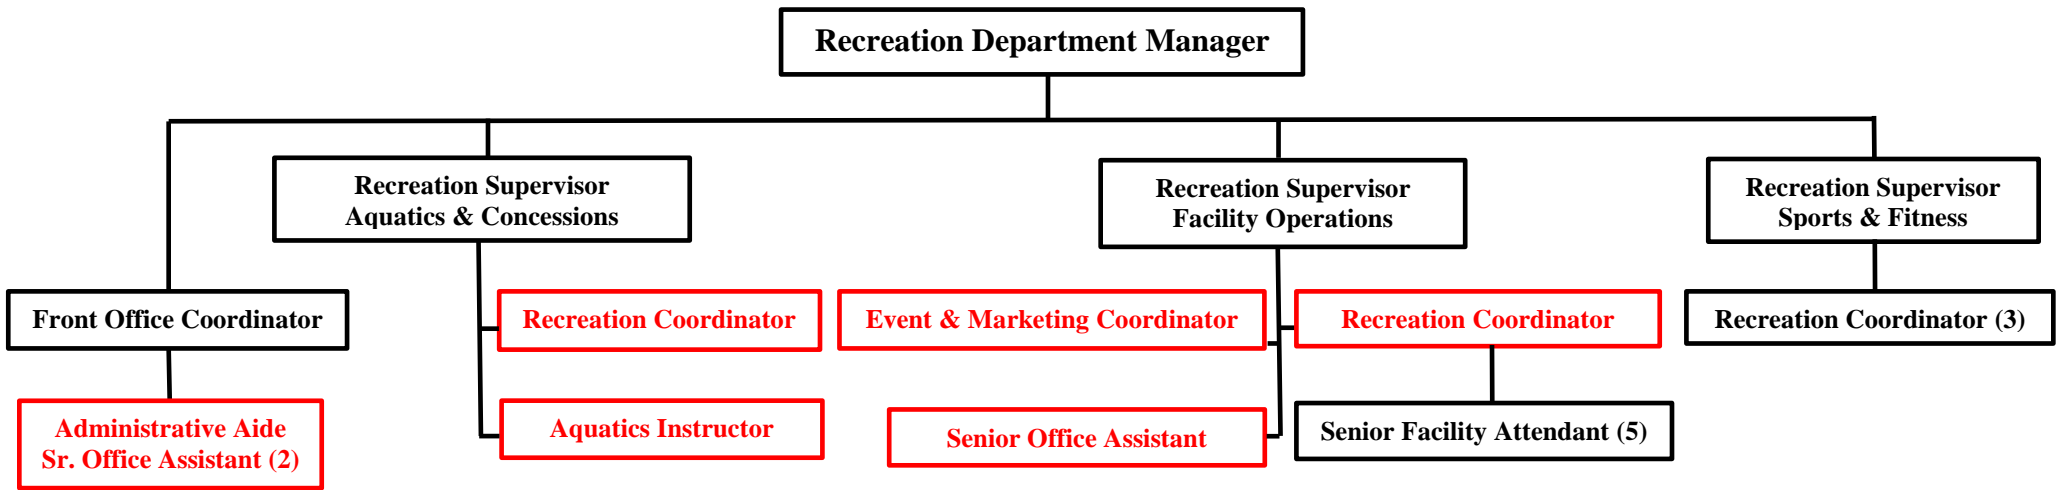 Recreation Department Manager
Recreation Supervisor
Aquatics & Concessions
Recreation Supervisor
Facility Operations
Recreation Supervisor
Sports & Fitness
Front Office Coordinator
Recreation Coordinator
Event & Marketing Coordinator
Recreation Coordinator
Recreation Coordinator (3)
Administrative Aide
Sr. Office Assistant (2)
Aquatics Instructor
Senior Office Assistant
Senior Facility Attendant (5)